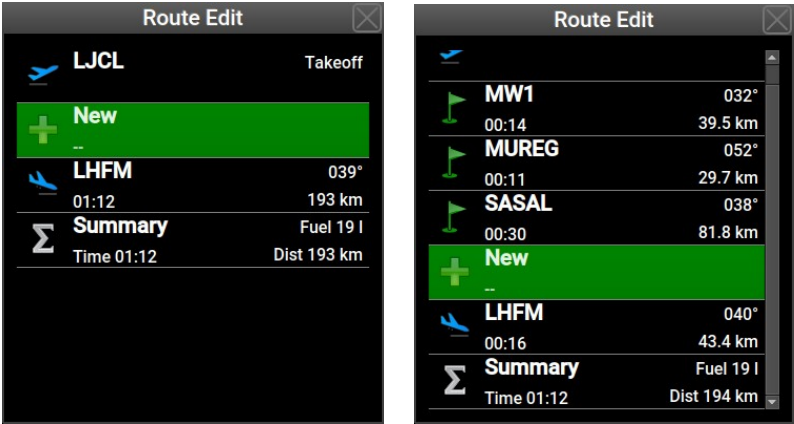 Route Edit
LJCL Takeoff
New
--
LHFM 039°
01:12 193 km
Summary Fuel 19 l
Time 01:12 Dist 193 km
Route Edit
MW1 032°
00:14 39.5 km
MUREG 052°
00:11 29.7 km
SASAL 038°
00:30 81.8 km
New
--
LHFM 040°
00:16 43.4 km
Summary Fuel 19 l
Time 01:12 Dist 194 km